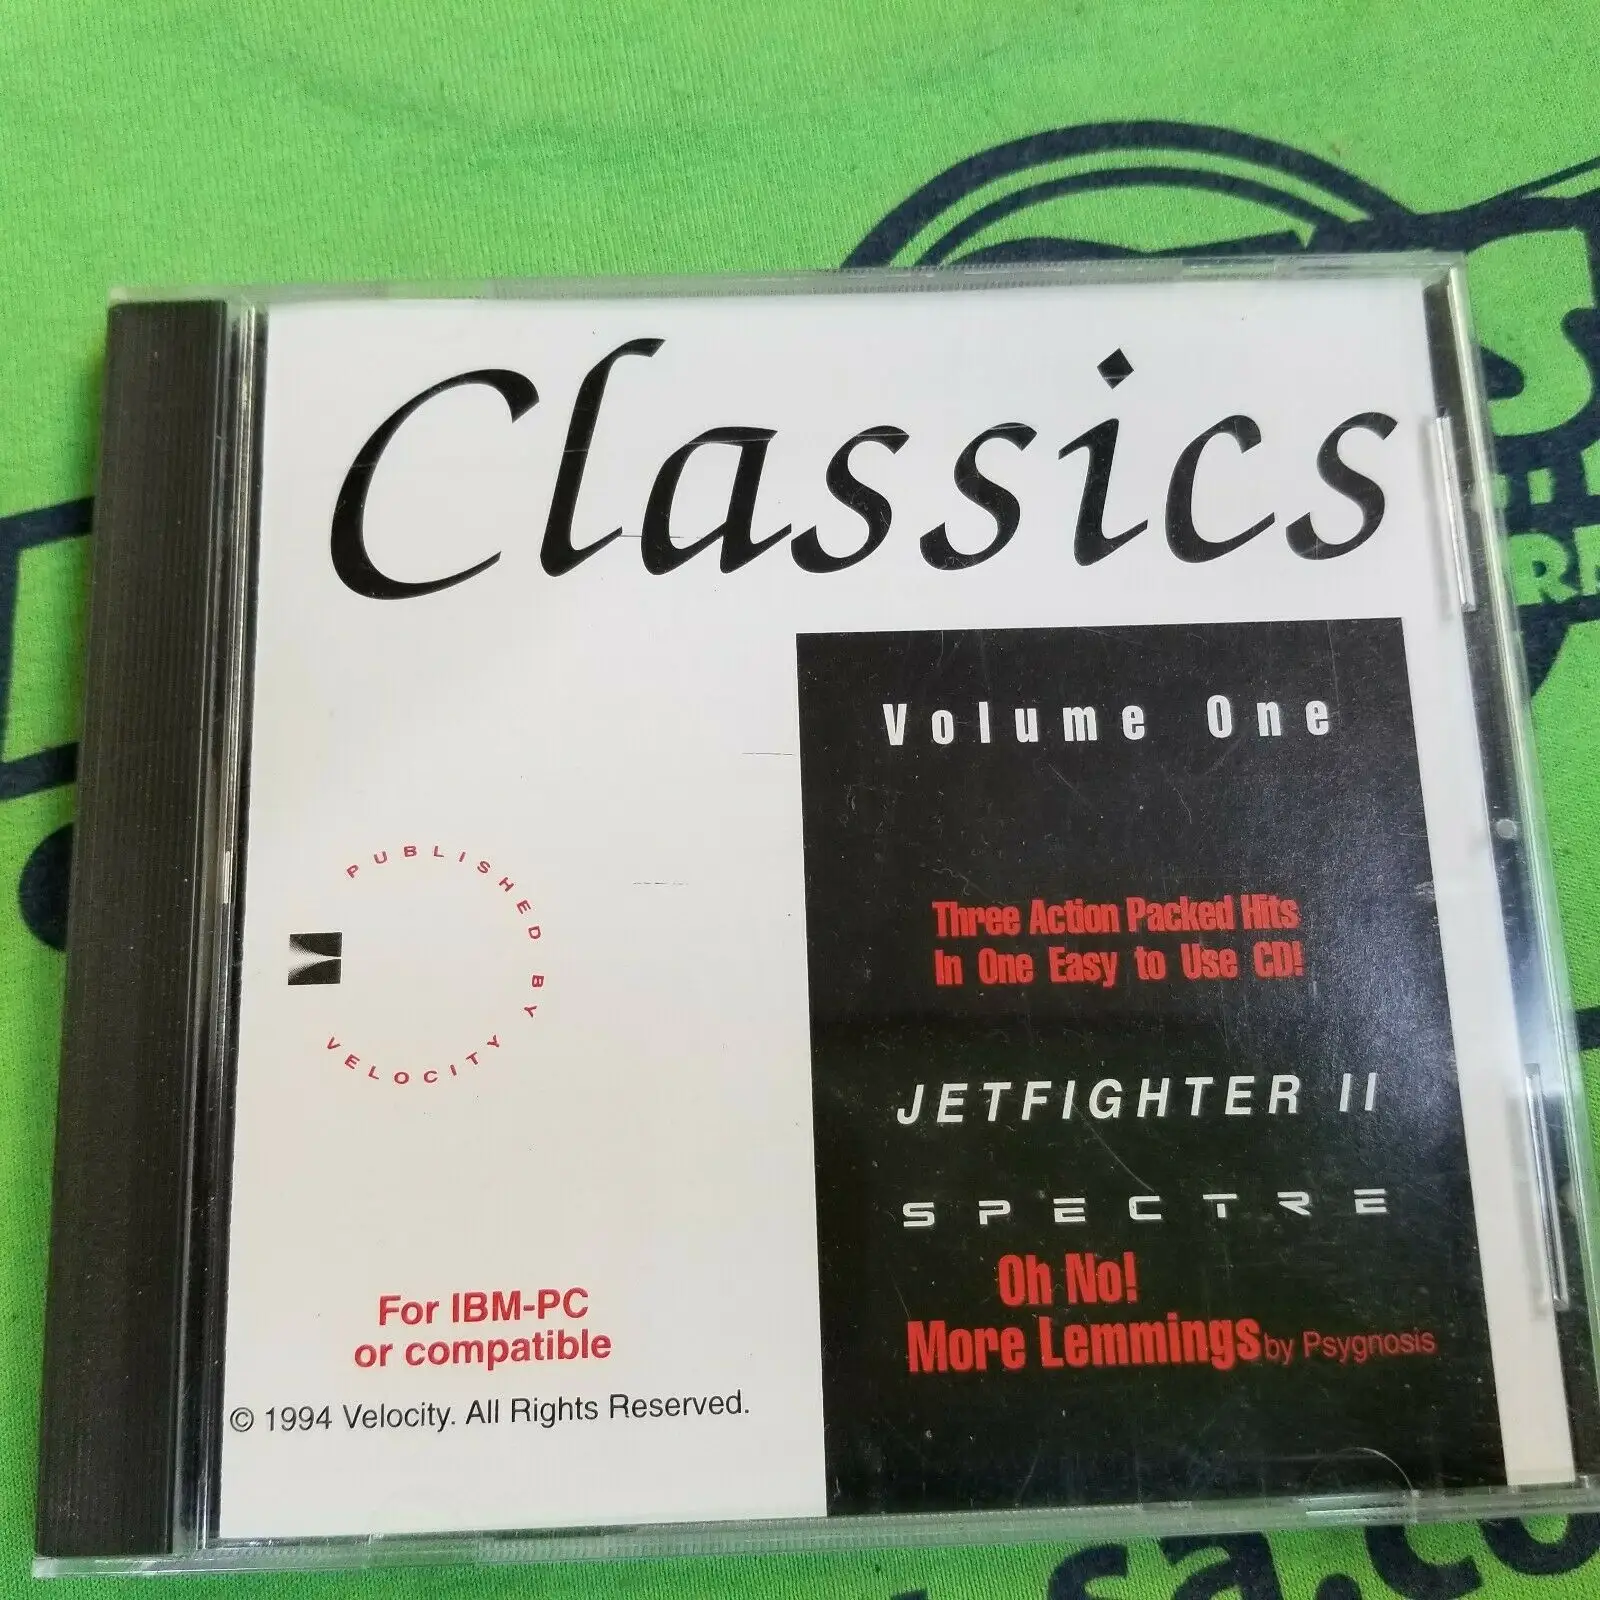 Classics
Volume One
Three Action Packed Hits
In One Easy to Use CD!
PUBLISHED BY VELOCITY
JETFIGHTER II
SPECTRE
Oh No!
More Lemmings by Psygnosis
For IBM-PC
or compatible
© 1994 Velocity. All Rights Reserved.